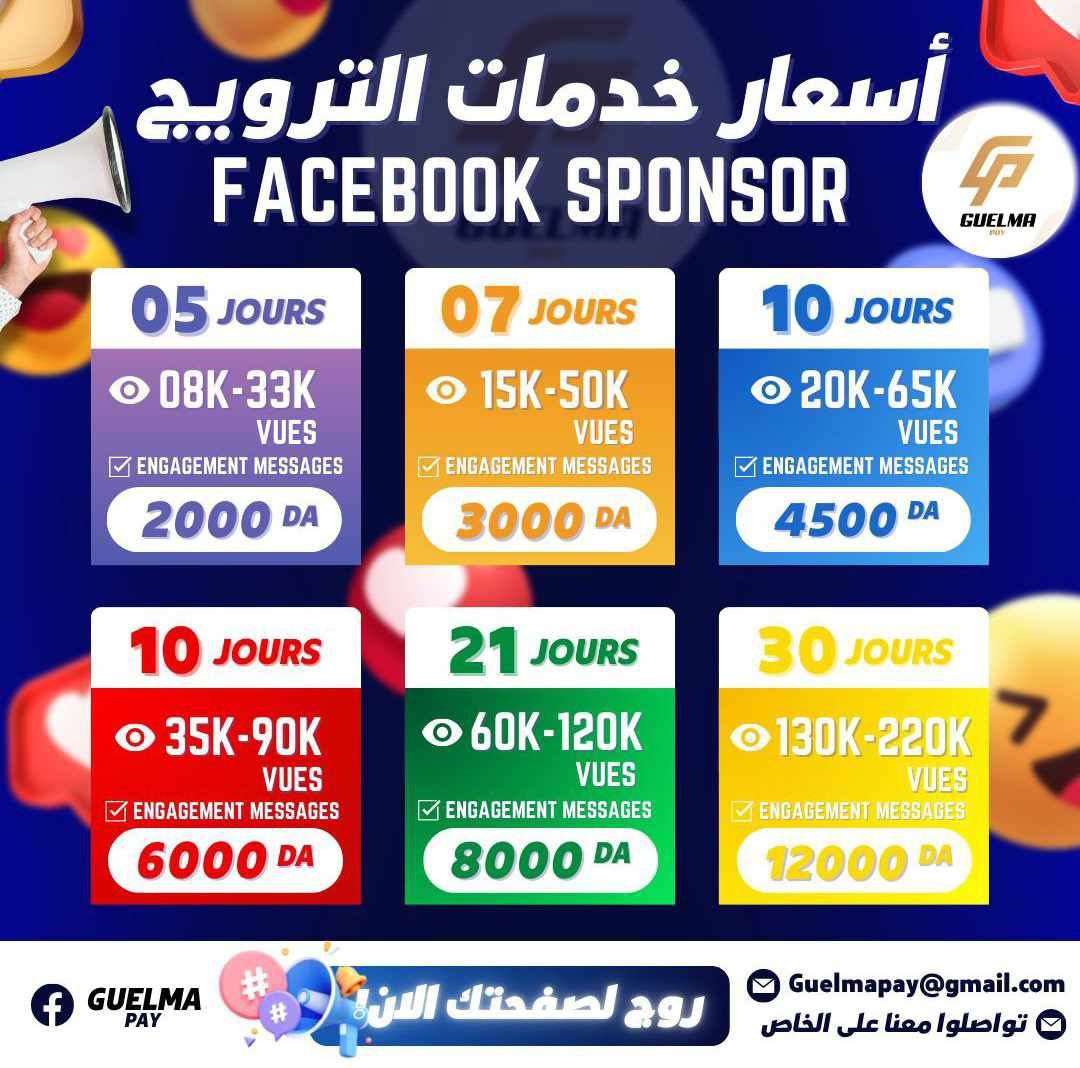 أسعار خدمات الترويج
FACEBOOK SPONSOR
GUELMA
PAY
05 JOURS
08K-33K
VUES
ENGAGEMENT MESSAGES
2000 DA
07 JOURS
15K-50K
VUES
ENGAGEMENT MESSAGES
3000 DA
10 JOURS
20K-65K
VUES
ENGAGEMENT MESSAGES
4500 DA
10 JOURS
35K-90K
VUES
ENGAGEMENT MESSAGES
6000 DA
21 JOURS
60K-120K
VUES
ENGAGEMENT MESSAGES
8000 DA
30 JOURS
130K-220K
VUES
ENGAGEMENT MESSAGES
12000 DA
GUELMA
PAY
روج لصفحتك الان!
Guelmapay@gmail.com
تواصلوا معنا على الخاص